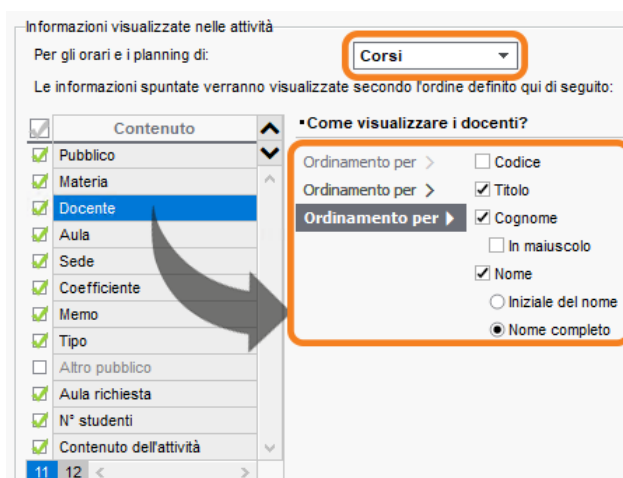 Informazioni visualizzate nelle attività
Per gli orari e i planning di: Corsi
Le informazioni spuntate verranno visualizzate secondo l'ordine definito qui di seguito:
Contenuto
Pubblico
Materia
Docente
Aula
Sede
Coefficiente
Memo
Tipo
Altro pubblico
Aula richiesta
N° studenti
Contenuto dell'attività
11 12
Come visualizzare i docenti?
Ordinamento per > Codice
Ordinamento per > Titolo
Ordinamento per Cognome
In maiuscolo
Nome
Iniziale del nome
Nome completo